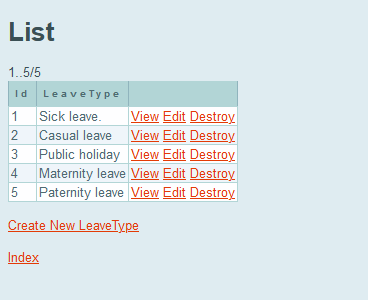 List
1..5/5
Id LeaveType
1 Sick leave. View Edit Destroy
2 Casual leave View Edit Destroy
3 Public holiday View Edit Destroy
4 Maternity leave View Edit Destroy
5 Paternity leave View Edit Destroy
Create New LeaveType
Index